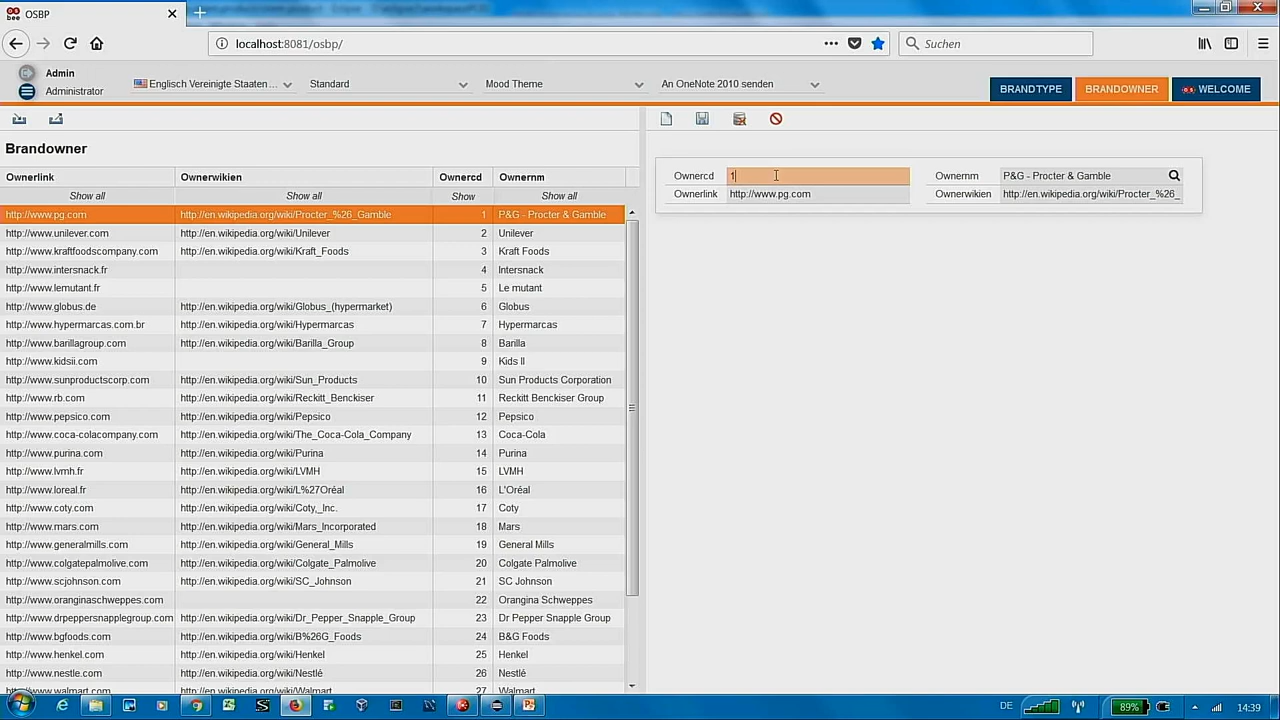 OSBP
localhost:8081/osbp/
Suchen
Admin
Administrator
Englisch Vereinigte Staaten ...
Standard
Mood Theme
An OneNote 2010 senden
BRANDTYPE
BRANDOWNER
WELCOME
Brandowner
Ownerlink Ownerwikien Ownercd Ownernm
Show all Show all Show Show all
http://www.pg.com http://en.wikipedia.org/wiki/Procter_%26_Gamble 1 P&G - Procter & Gamble
http://www.unilever.com http://en.wikipedia.org/wiki/Unilever 2 Unilever
http://www.kraftfoodscompany.com http://en.wikipedia.org/wiki/Kraft_Foods 3 Kraft Foods
http://www.intersnack.fr 4 Intersnack
http://www.lemutant.fr 5 Le mutant
http://www.globus.de http://en.wikipedia.org/wiki/Globus_(hypermarket) 6 Globus
http://www.hypermarcas.com.br http://en.wikipedia.org/wiki/Hypermarcas 7 Hypermarcas
http://www.barillagroup.com http://en.wikipedia.org/wiki/Barilla_Group 8 Barilla
http://www.kidsii.com 9 Kids II
http://www.sunproductscorp.com http://en.wikipedia.org/wiki/Sun_Products 10 Sun Products Corporation
http://www.rb.com http://en.wikipedia.org/wiki/Reckitt_Benckiser 11 Reckitt Benckiser Group
http://www.pepsico.com http://en.wikipedia.org/wiki/Pepsico 12 Pepsico
http://www.coca-colacompany.com http://en.wikipedia.org/wiki/The_Coca-Cola_Company 13 Coca-Cola
http://www.purina.com http://en.wikipedia.org/wiki/Purina 14 Purina
http://www.lvmh.fr http://en.wikipedia.org/wiki/LVMH 15 LVMH
http://www.loreal.fr http://en.wikipedia.org/wiki/L%27Oréal 16 L'Oréal
http://www.coty.com http://en.wikipedia.org/wiki/Coty,_Inc. 17 Coty
http://www.mars.com http://en.wikipedia.org/wiki/Mars_Incorporated 18 Mars
http://www.generalmills.com http://en.wikipedia.org/wiki/General_Mills 19 General Mills
http://www.colgatepalmolive.com http://en.wikipedia.org/wiki/Colgate_Palmolive 20 Colgate Palmolive
http://www.scjohnson.com http://en.wikipedia.org/wiki/SC_Johnson 21 SC Johnson
http://www.oranginaschweppes.com 22 Orangina Schweppes
http://www.drpeppersnapplegroup.com http://en.wikipedia.org/wiki/Dr_Pepper_Snapple_Group 23 Dr Pepper Snapple Group
http://www.bgfoods.com http://en.wikipedia.org/wiki/B%26G_Foods 24 B&G Foods
http://www.henkel.com http://en.wikipedia.org/wiki/Henkel 25 Henkel
http://www.nestle.com http://en.wikipedia.org/wiki/Nestlé 26 Nestlé
http://www.walmart.com http://en.wikipedia.org/wiki/Walmart 27 Walmart
Ownercd 1 Ownernm P&G - Procter & Gamble
Ownerlink http://www.pg.com Ownerwikien http://en.wikipedia.org/wiki/Procter_%26_
DE 89% 14:39